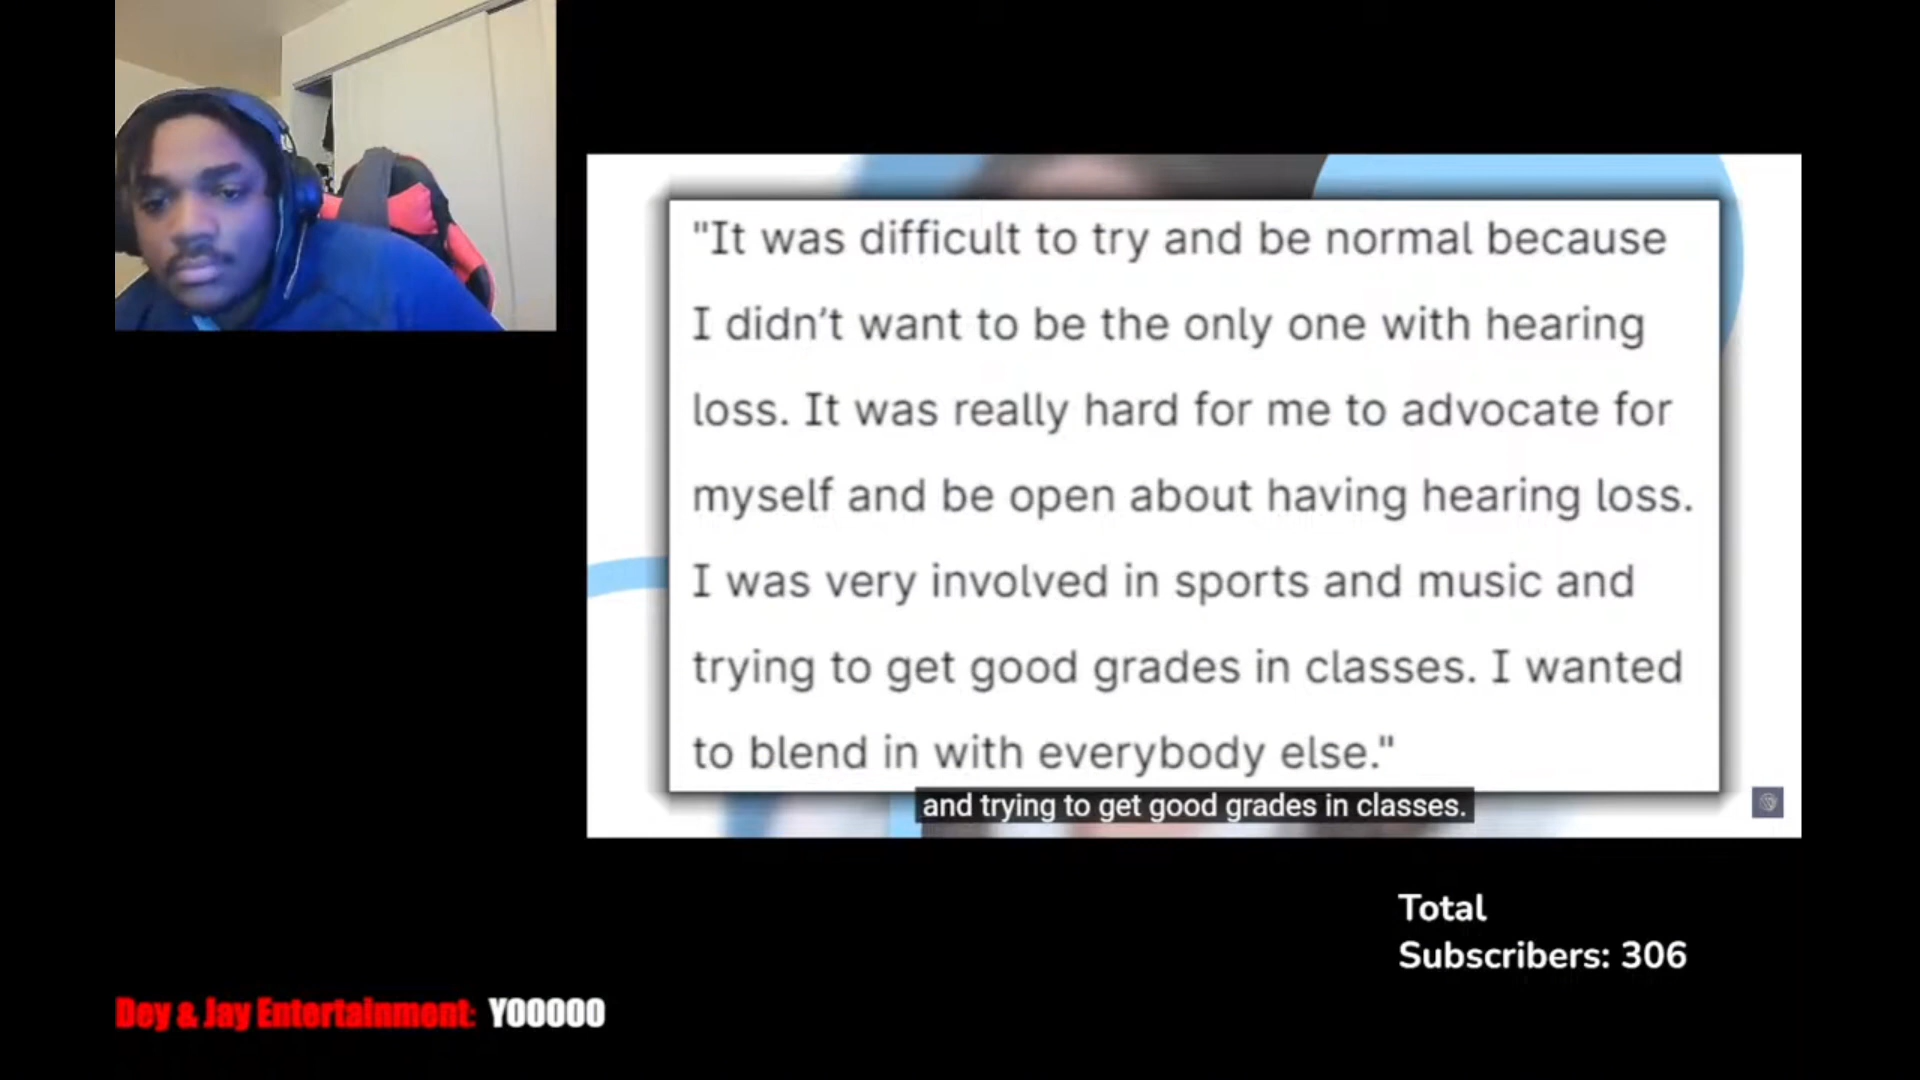 "It was difficult to try and be normal because
I didn't want to be the only one with hearing
loss. It was really hard for me to advocate for
myself and be open about having hearing loss.
I was very involved in sports and music and
trying to get good grades in classes. I wanted
to blend in with everybody else."
and trying to get good grades in classes.
Total
Subscribers: 306
Dey & Jay Entertainment: YOOOOO